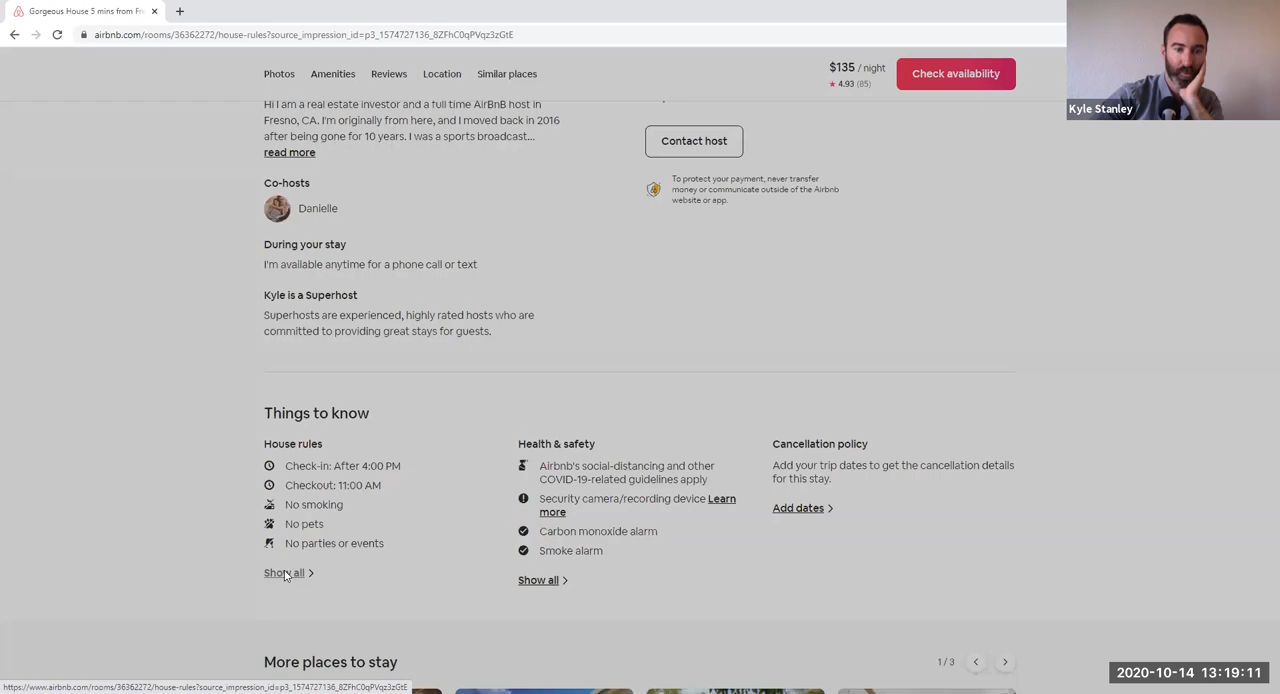 Gorgeous House 5 mins from Fr
airbnb.com/rooms/36362272/house-rules?source_impression_id=p3_1574727136_8ZFhC0qPVqz3zGtE
Photos Amenities Reviews Location Similar places
$135 / night
4.93 (85)
Check availability
Kyle Stanley
Hi I am a real estate investor and a full time AirBnB host in
Fresno, CA. I'm originally from here, and I moved back in 2016
after being gone for 10 years. I was a sports broadcast...
read more
Contact host
To protect your payment, never transfer
money or communicate outside of the Airbnb
website or app.
Co-hosts
Danielle
During your stay
I'm available anytime for a phone call or text
Kyle is a Superhost
Superhosts are experienced, highly rated hosts who are
committed to providing great stays for guests.
Things to know
House rules
Check-in: After 4:00 PM
Checkout: 11:00 AM
No smoking
No pets
No parties or events
Show all
Health & safety
Airbnb's social-distancing and other
COVID-19-related guidelines apply
Security camera/recording device Learn
more
Carbon monoxide alarm
Smoke alarm
Show all
Cancellation policy
Add your trip dates to get the cancellation details
for this stay.
Add dates
More places to stay
1 / 3
2020-10-14 13:19:11
https://www.airbnb.com/rooms/36362272/house-rules?source_impression_id=p3_1574727136_8ZFhC0qPVqz3zGtE